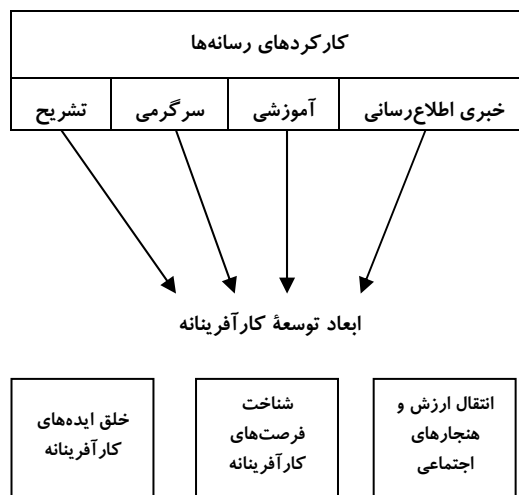 کارکردهای رسانه‌ها
خبری اطلاع‌رسانی
آموزشی
سرگرمی
تشریح
ابعاد توسعهٔ کارآفرینانه
انتقال ارزش و
هنجارهای
اجتماعی
شناخت
فرصت‌های
کارآفرینانه
خلق ایده‌های
کارآفرینانه